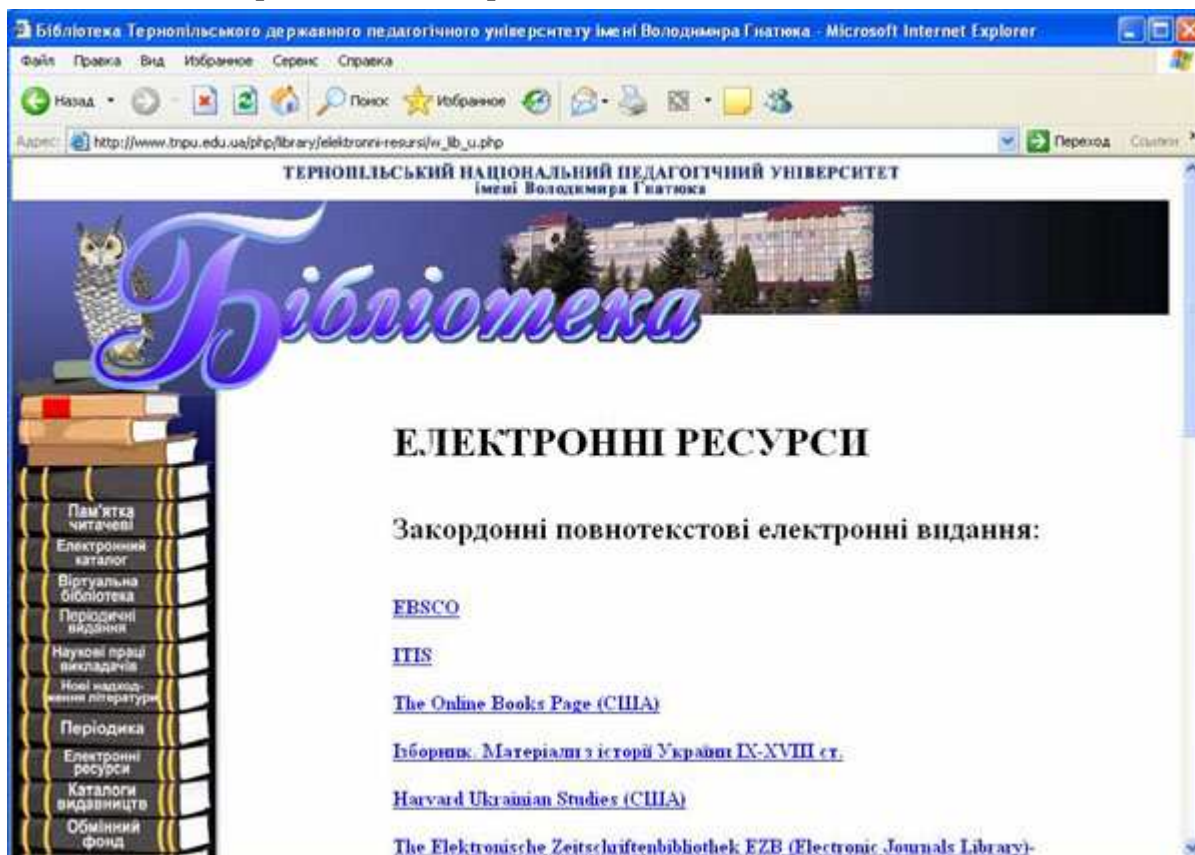 Бібліотека Тернопільського державного педагогічного університету імені Володимира Гнатюка - Microsoft Internet Explorer
Файл Правка Вид Избранное Сервис Справка
Назад Поиск Избранное
Адрес: http://www.tnpu.edu.ua/php/library/elektronni-resursi/w_lib_u.php Переход Ссылки
ТЕРНОПІЛЬСЬКИЙ НАЦІОНАЛЬНИЙ ПЕДАГОГІЧНИЙ УНІВЕРСИТЕТ
імені Володимира Гнатюка
Бібліотека
ЕЛЕКТРОННІ РЕСУРСИ
Закордонні повнотекстові електронні видання:
EBSCO
ITIS
The Online Books Page (США)
Ізборник. Матеріали з історії України IX-XVIII ст.
Harvard Ukrainian Studies (США)
The Elektronische Zeitschriftenbibliothek EZB (Electronic Journals Library)-
Пам'ятка
читачеві
Електронний
каталог
Віртуальна
бібліотека
Періодичні
видання
Наукові праці
викладачів
Нові надход-
ження літератури
Періодика
Електронні
ресурси
Каталоги
видавництв
Обмінний
фонд